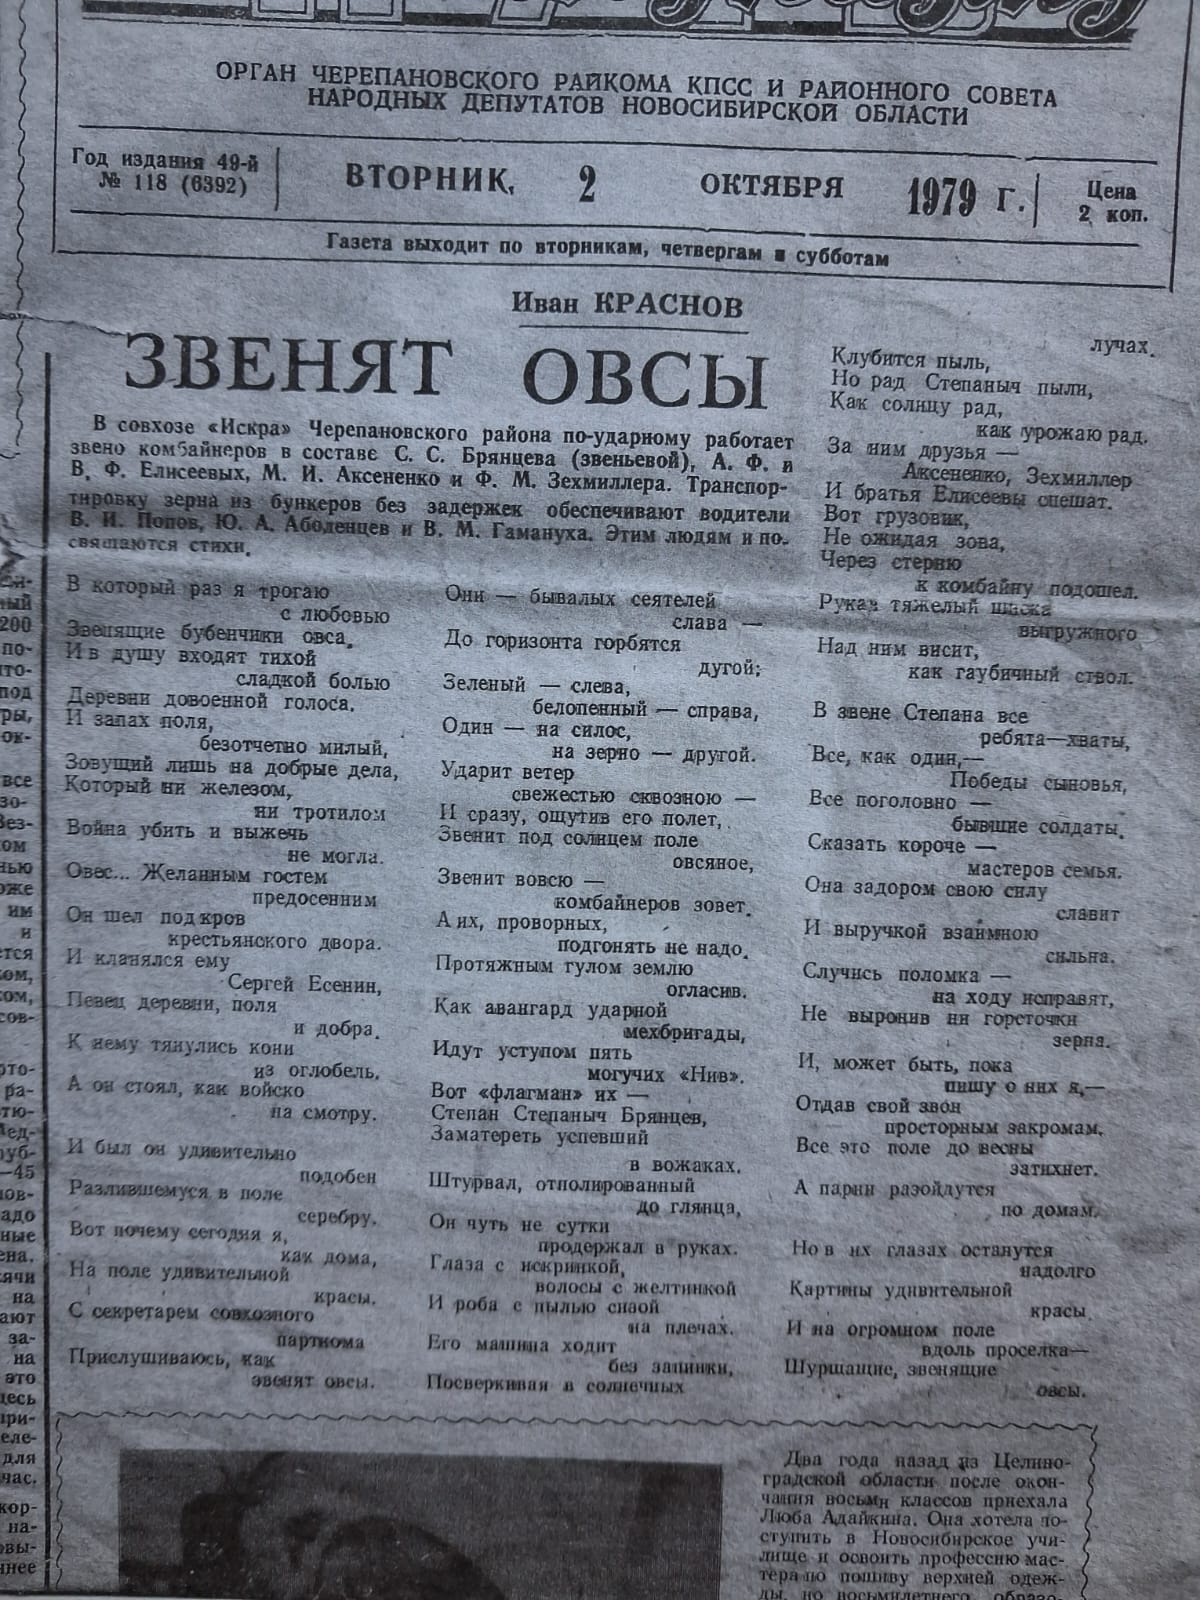 ОРГАН ЧЕРЕПАНОВСКОГО РАЙКОМА КПСС И РАЙОННОГО СОВЕТА
НАРОДНЫХ ДЕПУТАТОВ НОВОСИБИРСКОЙ ОБЛАСТИ
Год издания 49-й
№ 118 (6392)
ВТОРНИК, 2 ОКТЯБРЯ 1979 Г.
Цена
2 коп.
Газета выходит по вторникам, четвергам и субботам
Иван КРАСНОВ
ЗВЕНЯТ ОВСЫ
В совхозе «Искра» Черепановского района по-ударному работает
звено комбайнеров в составе С. С. Брянцева (звеньевой), А. Ф. и
В. Ф. Елисеевых, М. И. Аксененко и Ф. М. Зехмиллера. Транспор-
тировку зерна из бункеров без задержек обеспечивают водители
В. И. Попов, Ю. А. Аболенцев и В. М. Гамануха. Этим людям и по-
свящаются стихи.
В который раз я трогаю
с любовью
Звенящие бубенчики овса.
И в душу входят тихой
сладкой болью
Деревни довоенной голоса.
И запах поля,
безотчетно милый,
Зовущий лишь на добрые дела,
Который ни железом,
ни тротилом
Война убить и выжечь
не могла.
Овес... Желанным гостем
предосенним
Он шел под кров
крестьянского двора.
И кланялся ему
Сергей Есенин,
Певец деревни, поля
и добра.
К нему тянулись кони
из оглобель.
А он стоял, как войско
на смотру.
И был он удивительно
подобен
Разлившемуся в поле
серебру.
Вот почему сегодня я,
как дома,
На поле удивительной
красы.
С секретарем совхозного
парткома
Прислушиваюсь, как
звенят овсы.
Они — бывалых сеятелей
слава —
До горизонта горбятся
дугой:
Зеленый — слева,
белопенный — справа,
Один — на силос,
на зерно — другой.
Ударит ветер
свежестью сквозною —
И сразу, ощутив его полет,
Звенит под солнцем поле
овсяное,
Звенит вовсю —
комбайнеров зовет.
А их, проворных,
подгонять не надо.
Протяжным гулом землю
огласив.
Как авангард ударной
мехбригады,
Идут уступом пять
могучих «Нив».
Вот «флагман» их —
Степан Степаныч Брянцев,
Заматереть успевший
в вожаках.
Штурвал, отполированный
до глянца,
Он чуть не сутки
продержал в руках.
Глаза с искринкой,
волосы с желтинкой
И роба с пылью
на плечах.
Его машина ходит
без запинки,
Посверкивая в солнечных
лучах.
Клубится пыль,
Но рад Степаныч пыли,
Как солнцу рад,
как урожаю рад.
За ним друзья —
Аксененко, Зехмиллер
И братья Елисеевы спешат.
Вот грузовик,
Не ожидая зова,
Через стерню
к комбайну подошел.
Рукав тяжелый шнека
выгружного
Над ним висит,
как гаубичный ствол.
В звене Степана все
ребята—хваты,
Все, как один,—
Победы сыновья,
Все поголовно —
бывшие солдаты.
Сказать короче —
мастеров семья.
Она задором свою силу
славит
И выручкой взаимною
сильна.
Случись поломка —
на ходу исправят,
Не выронив ни горсточки
зерна.
И, может быть, пока
пишу о них я,—
Отдав свой звон
просторным закромам,
Все это поле до весны
затихнет.
А парни разойдутся
по домам.
Но в их глазах останутся
надолго
Картины удивительной
красы
И на огромном поле
вдоль проселка—
Шуршащие, звенящие
овсы.
Два года назад из Целино-
градской области после окон-
чания восьми классов приехала
Люба Адайкина. Она хотела по-
ступить в Новосибирское учи-
лище и освоить профессию мас-
тера по пошиву верхней одеж-